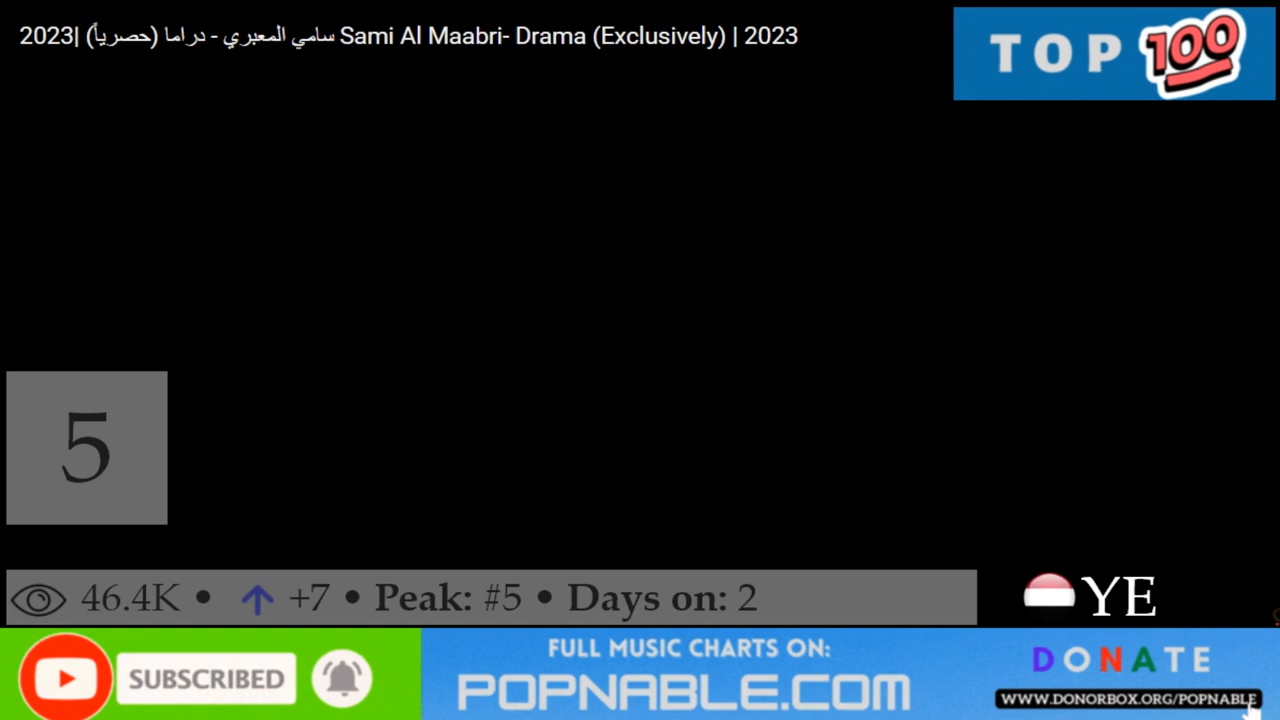 سامي المعبري - دراما (حصرياً) |2023 Sami Al Maabri- Drama (Exclusively) | 2023
TOP 100
5
46.4K • +7 • Peak: #5 • Days on: 2
YE
SUBSCRIBED
FULL MUSIC CHARTS ON:
POPNABLE.COM
DONATE
WWW.DONORBOX.ORG/POPNABLE